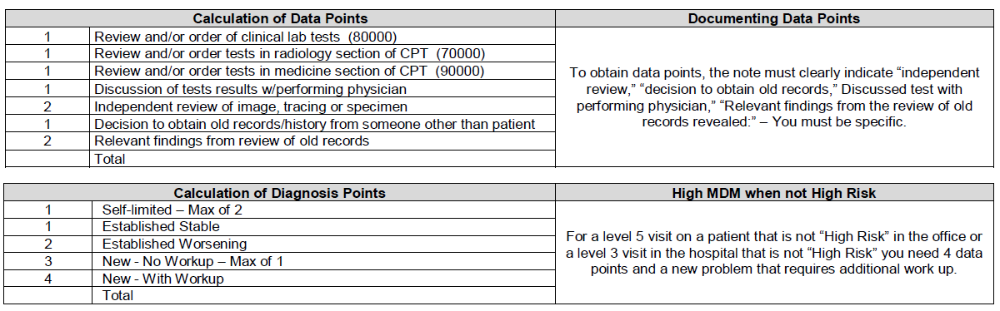 Calculation of Data Points Documenting Data Points
1 Review and/or order of clinical lab tests (80000)
1 Review and/or order tests in radiology section of CPT (70000)
1 Review and/or order tests in medicine section of CPT (90000)
1 Discussion of tests results w/performing physician
2 Independent review of image, tracing or specimen
1 Decision to obtain old records/history from someone other than patient
2 Relevant findings from review of old records
Total
To obtain data points, the note must clearly indicate “independent
review,” “decision to obtain old records,” Discussed test with
performing physician,” “Relevant findings from the review of old
records revealed:” – You must be specific.
Calculation of Diagnosis Points High MDM when not High Risk
1 Self-limited – Max of 2
1 Established Stable
2 Established Worsening
3 New - No Workup – Max of 1
4 New - With Workup
Total
For a level 5 visit on a patient that is not “High Risk” in the office or
a level 3 visit in the hospital that is not “High Risk” you need 4 data
points and a new problem that requires additional work up.